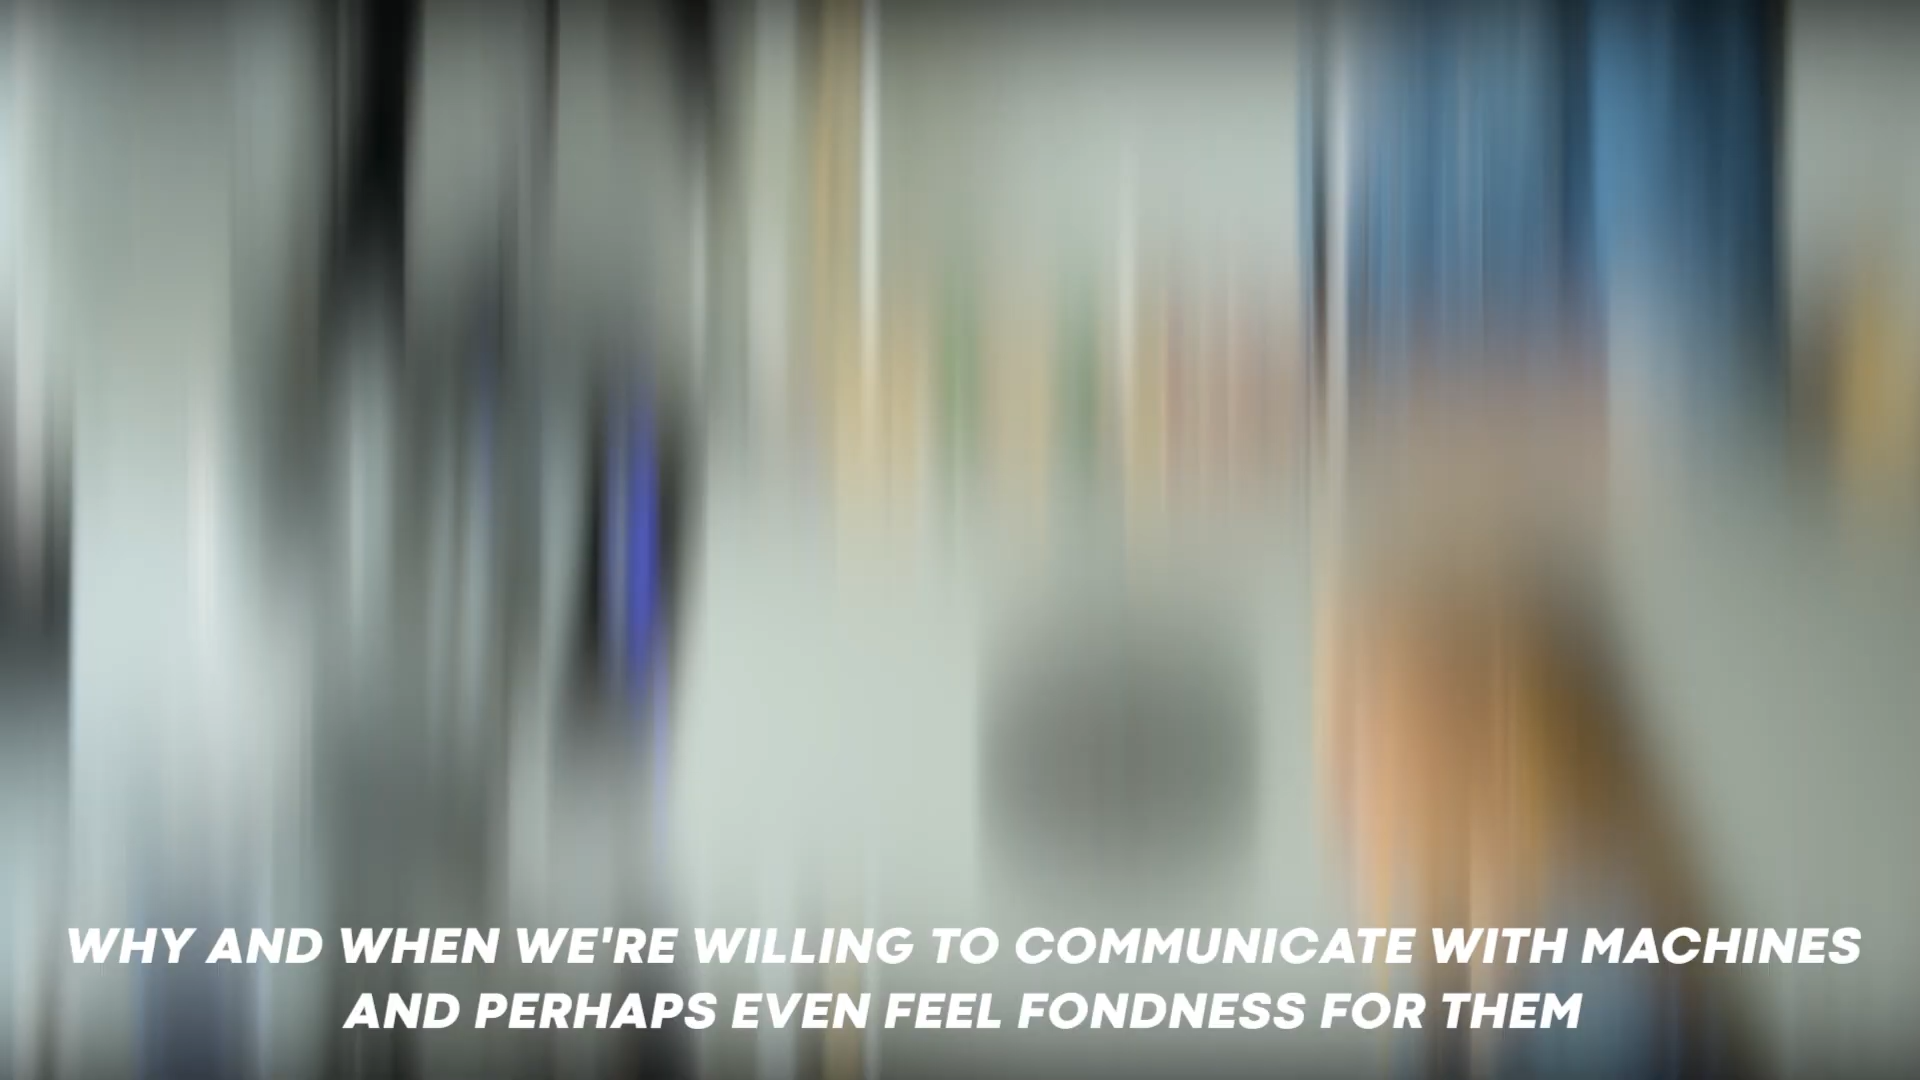 WHY AND WHEN WE'RE WILLING TO COMMUNICATE WITH MACHINES
AND PERHAPS EVEN FEEL FONDNESS FOR THEM